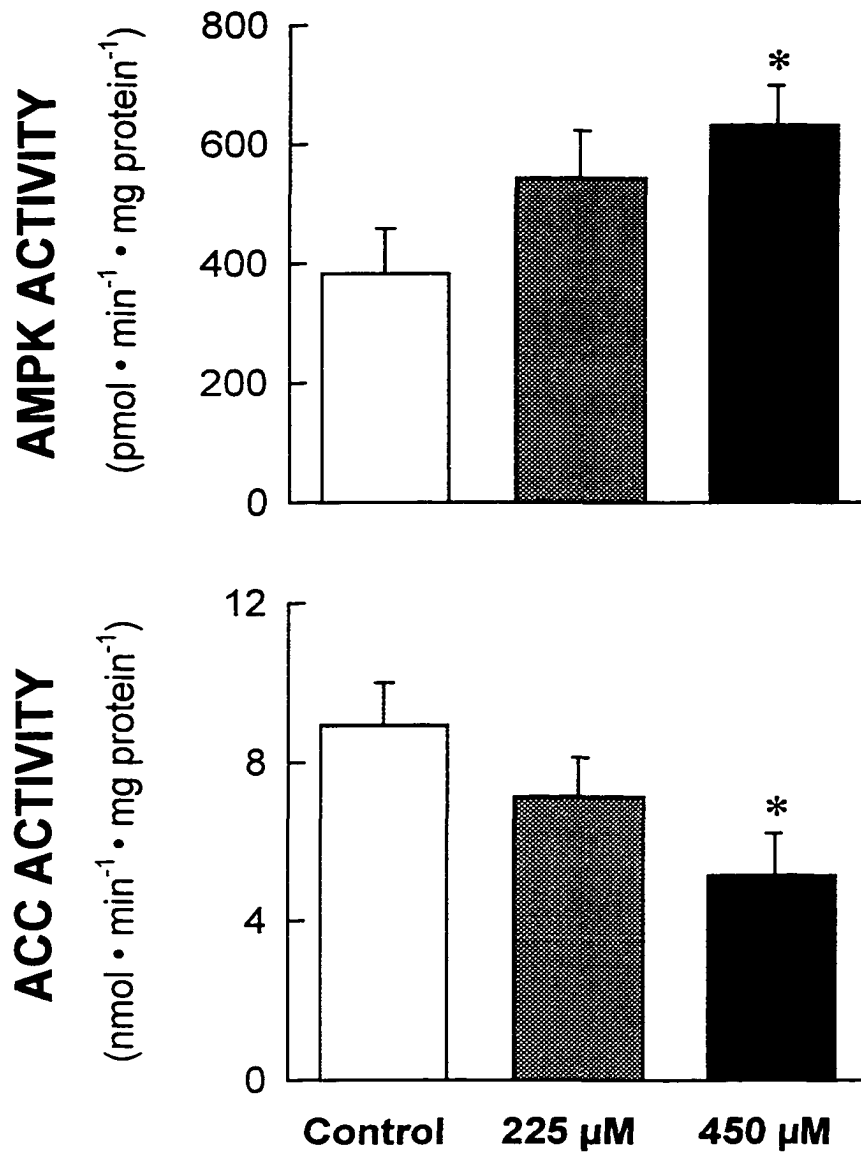 AMPK ACTIVITY
(pmol • min⁻¹ • mg protein⁻¹)
800
600
400
200
0
*
ACC ACTIVITY
(nmol • min⁻¹ • mg protein⁻¹)
12
8
4
0
*
Control 225 µM 450 µM